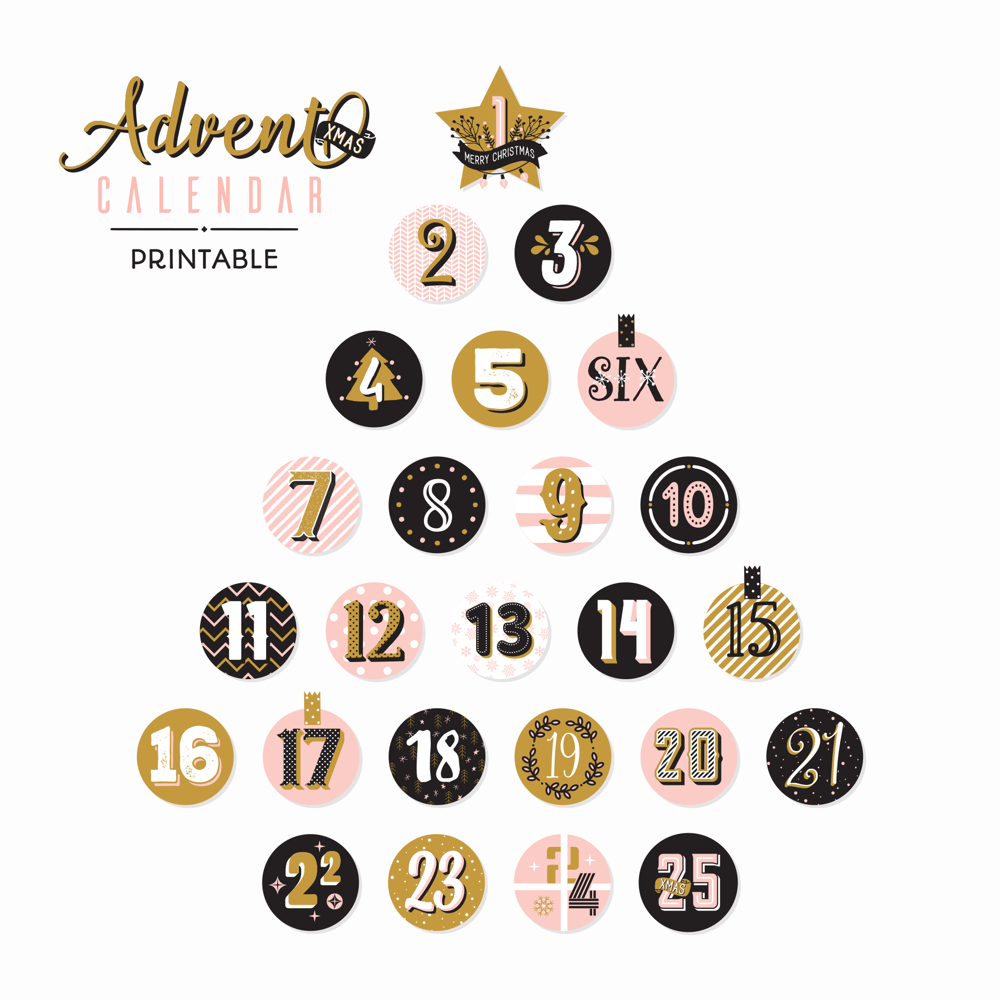 Advent
XMAS
CALENDAR
PRINTABLE
1
MERRY CHRISTMAS
2 3
4 5 SIX
7 8 9 10
11 12 13 14 15
16 17 18 19 20 21
22 23 24 25
XMAS